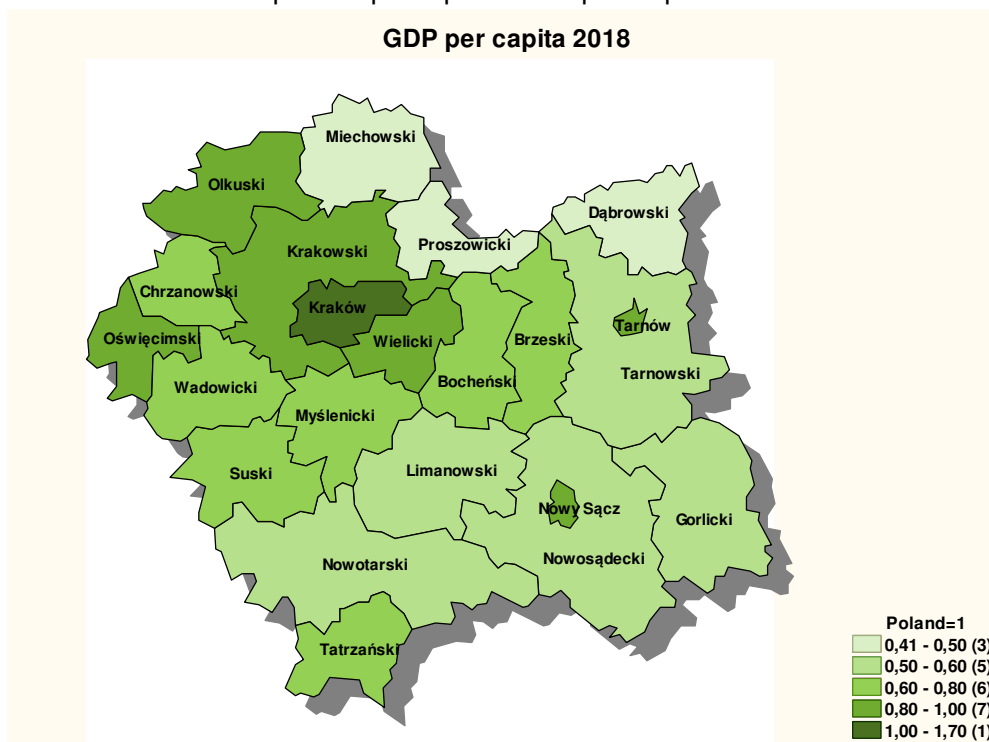 GDP per capita 2018
Miechowski
Olkuski
Dąbrowski
Proszowicki
Krakowski
Chrzanowski
Kraków
Tarnów
Oświęcimski
Wielicki
Brzeski
Tarnowski
Bocheński
Wadowicki
Myślenicki
Limanowski
Suski
Nowy Sącz
Gorlicki
Nowosądecki
Nowotarski
Tatrzański
Poland=1
0,41 - 0,50 (3)
0,50 - 0,60 (5)
0,60 - 0,80 (6)
0,80 - 1,00 (7)
1,00 - 1,70 (1)